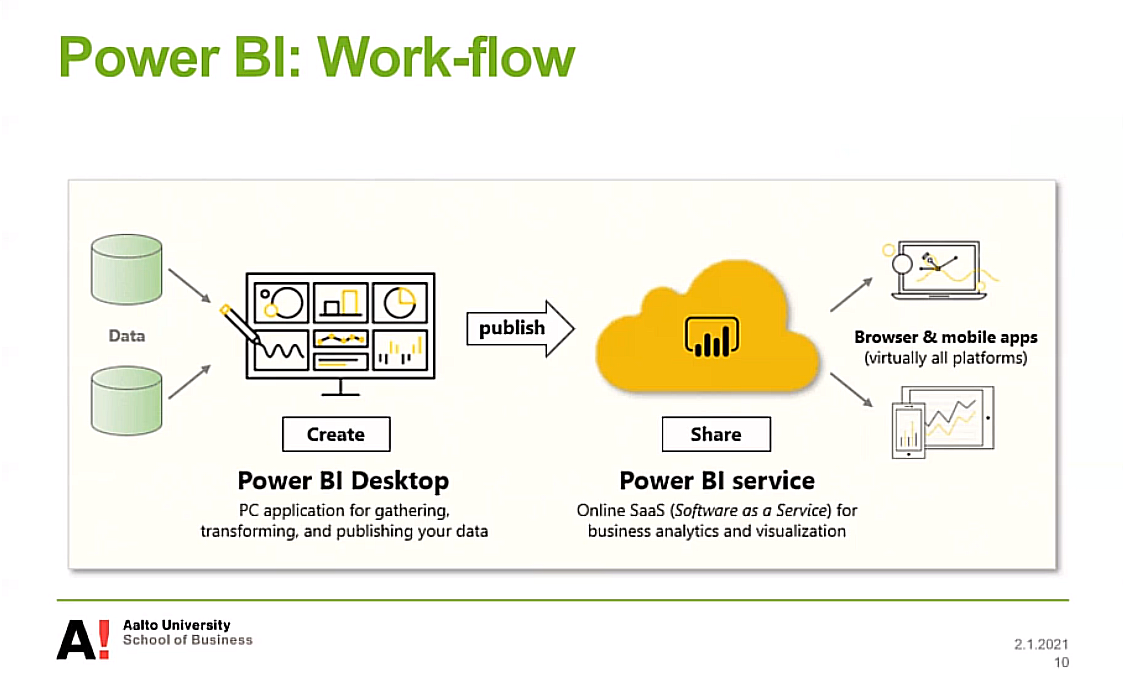 Power BI: Work-flow
Data
publish
Browser & mobile apps
(virtually all platforms)
Create
Share
Power BI Desktop
PC application for gathering,
transforming, and publishing your data
Power BI service
Online SaaS (Software as a Service) for
business analytics and visualization
A!
Aalto University
School of Business
2.1.2021
10